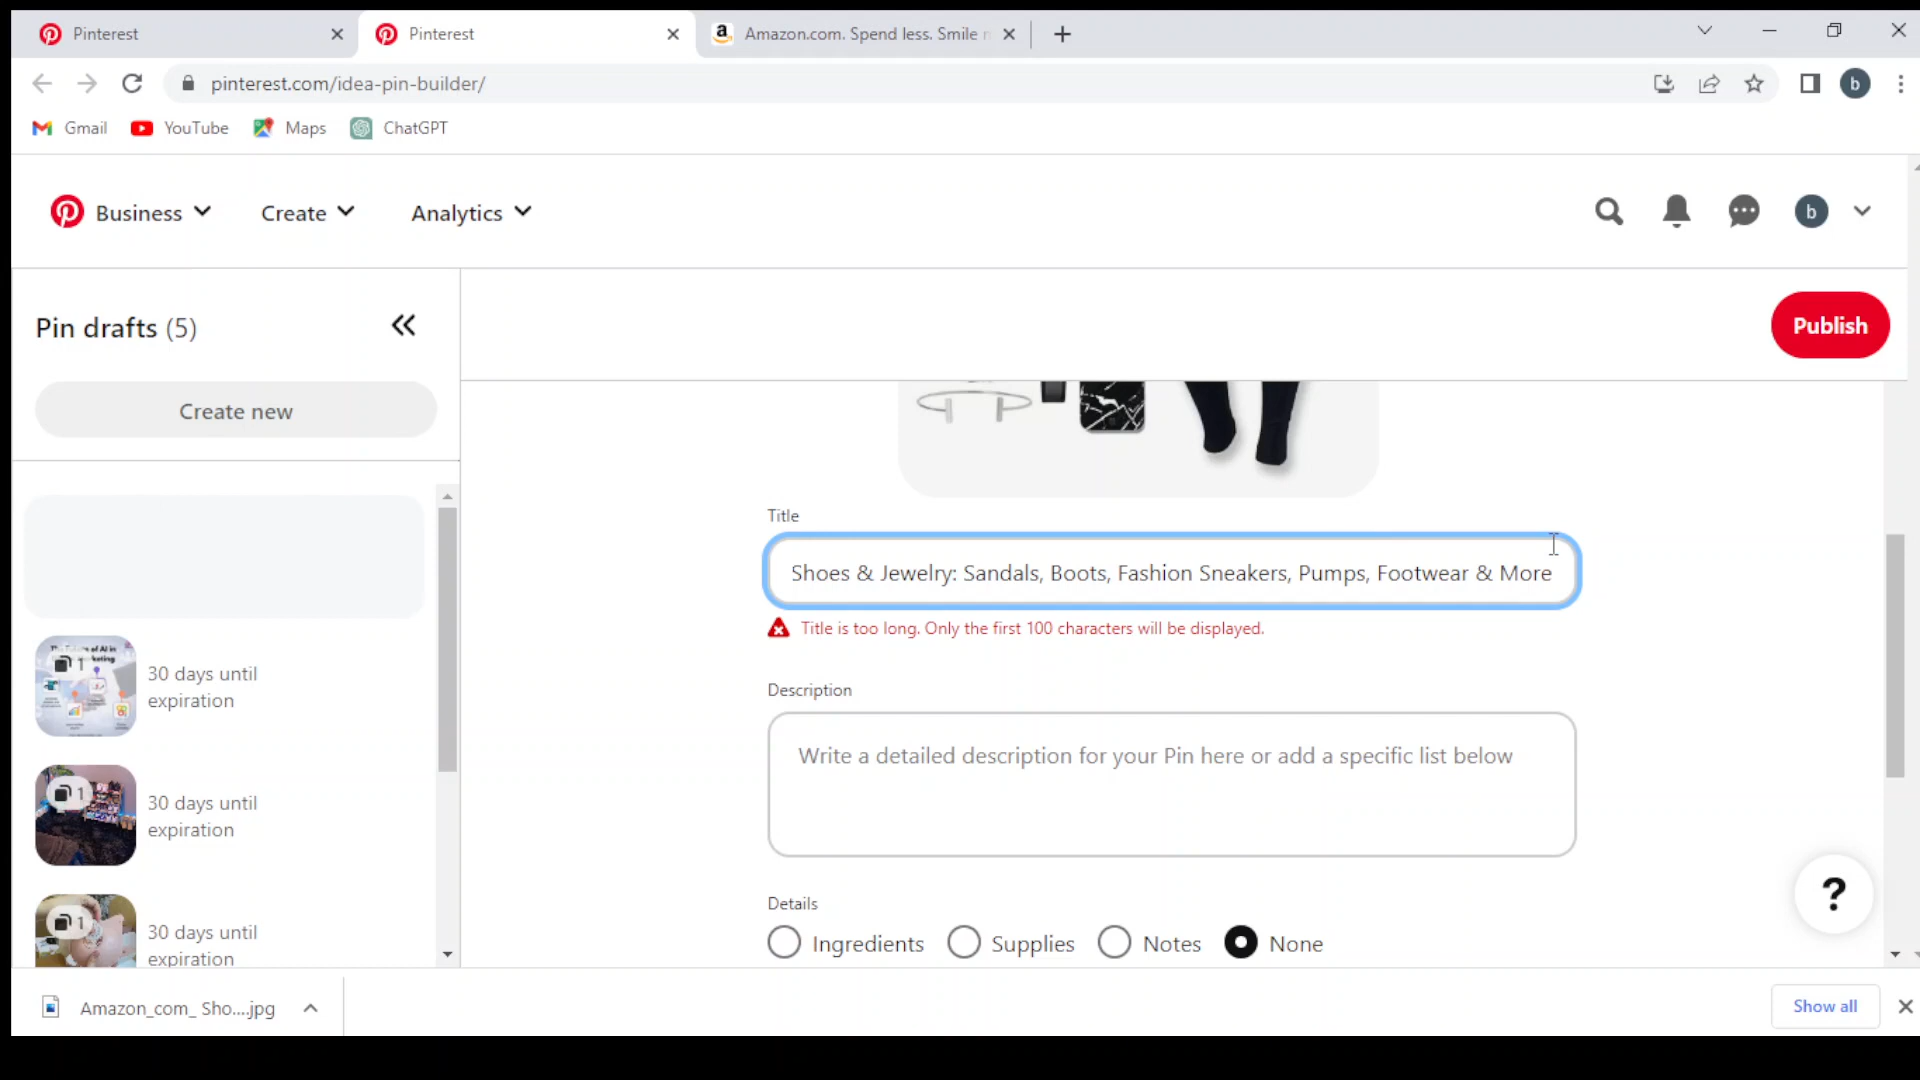 Pinterest
Pinterest
a Amazon.com. Spend less. Smile
pinterest.com/idea-pin-builder/
b
Gmail
YouTube
Maps
ChatGPT
Business
Create
Analytics
b
Pin drafts (5)
Publish
Create new
Title
Shoes & Jewelry: Sandals, Boots, Fashion Sneakers, Pumps, Footwear & More
Title is too long. Only the first 100 characters will be displayed.
1
30 days until
expiration
Description
Write a detailed description for your Pin here or add a specific list below
1
30 days until
expiration
?
Details
1
30 days until
expiration
Ingredients
Supplies
Notes
None
Amazon_com_ Sho....jpg
Show all